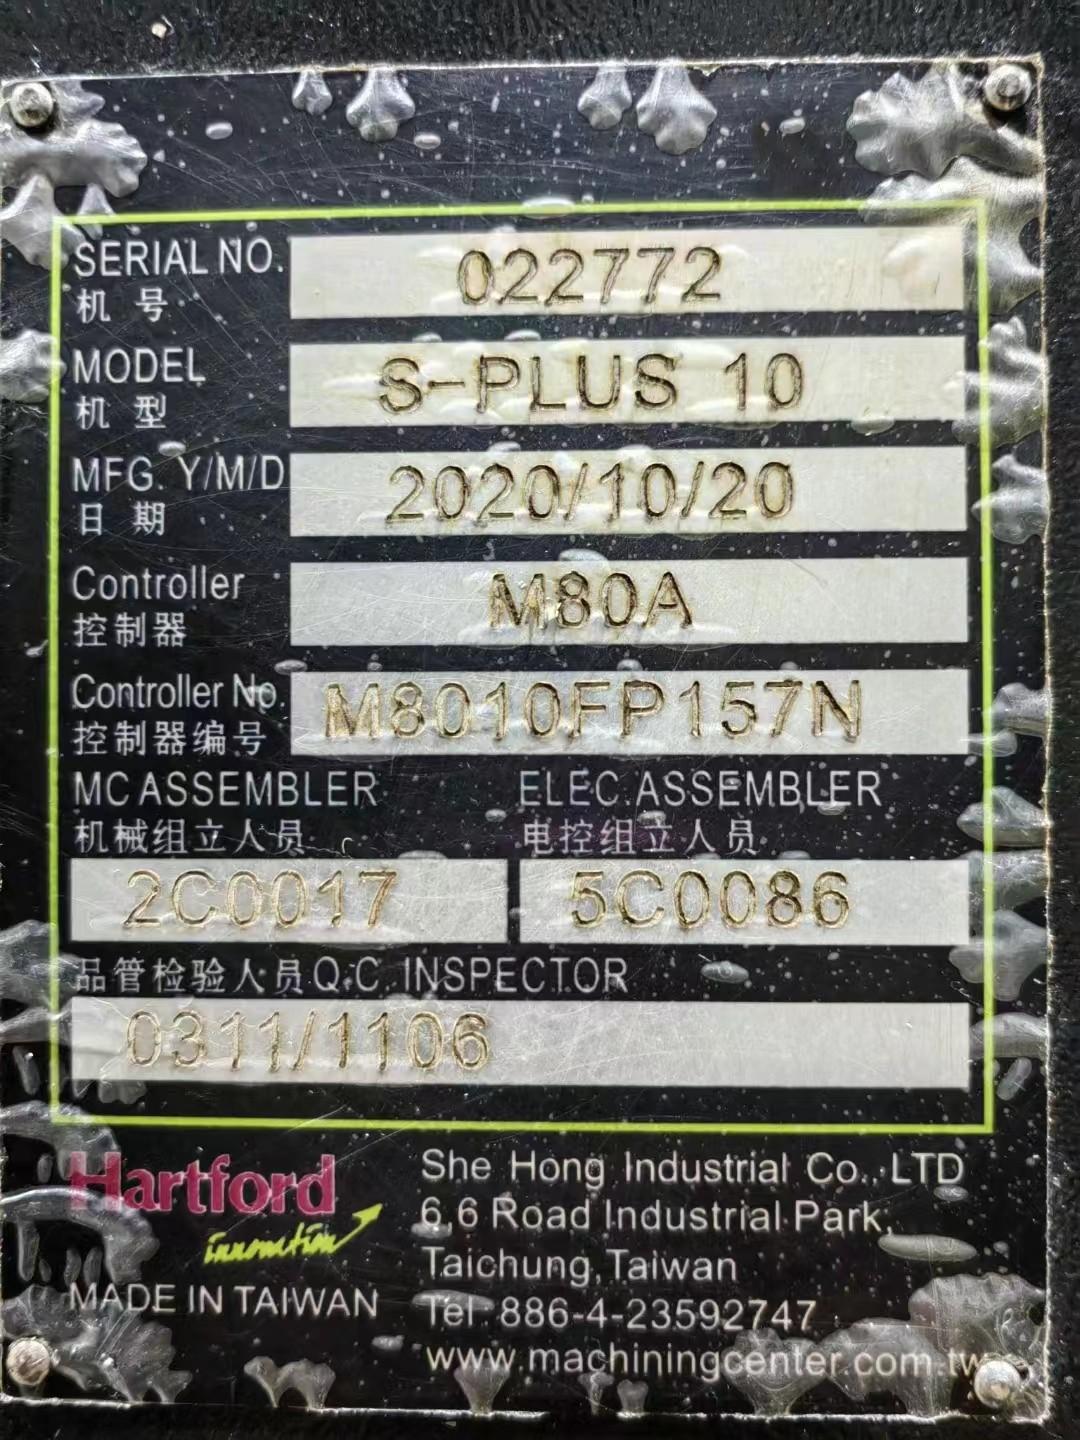 SERIAL NO. 022772
机 号
MODEL S-PLUS 10
机 型
MFG. Y/M/D 2020/10/20
日 期
Controller M80A
控制器
Controller No. M8010FP157N
控制器编号
MC ASSEMBLER ELEC. ASSEMBLER
机械组立人员 电控组立人员
2C0017 5C0086
品管检验人员 Q.C. INSPECTOR
0311/1106
Hartford
innovation
MADE IN TAIWAN
She Hong Industrial Co., LTD
6,6 Road Industrial Park,
Taichung, Taiwan
Tel: 886-4-23592747
www.machiningcenter.com.tw